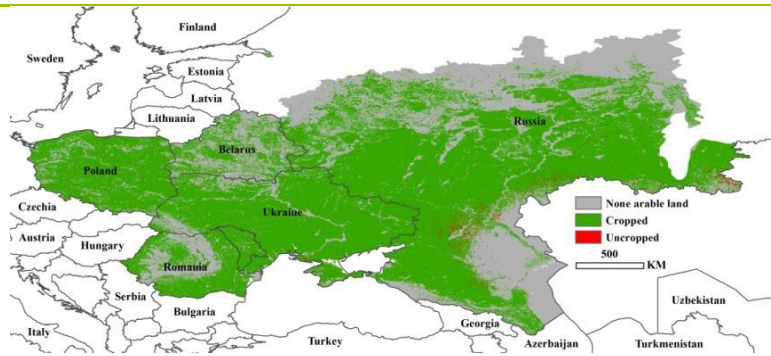 Finland
Sweden
Estonia
Latvia
Lithuania
Russia
Belarus
Poland
Czechia
Ukraine
Austria
Hungary
Romania
Serbia
Bulgaria
Italy
Turkey
Georgia
Azerbaijan
Uzbekistan
Turkmenistan
None arable land
Cropped
Uncropped
500
KM